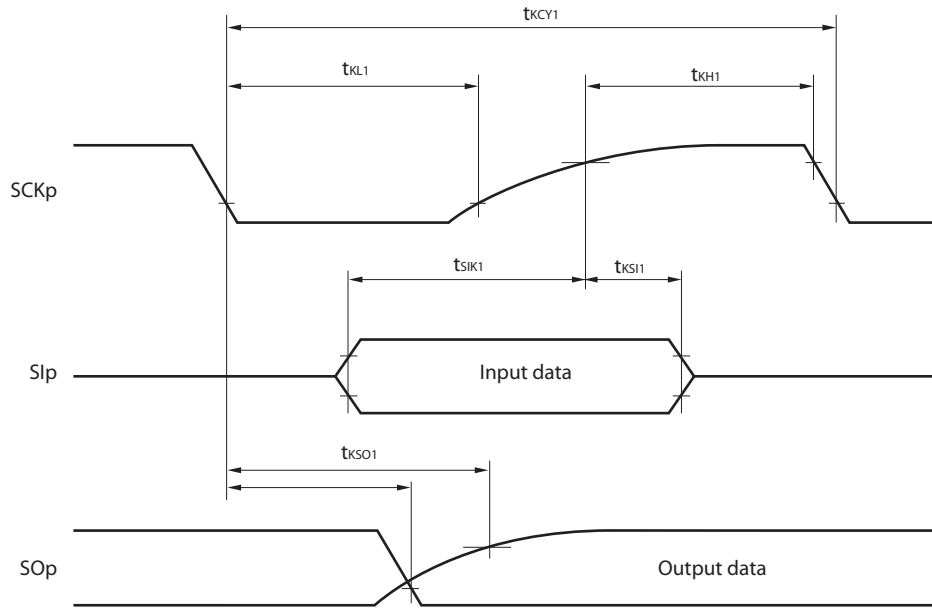 tKCY1
tKL1
tKH1
SCKp
tSIK1
tKSI1
SIp
Input data
tKSO1
SOp
Output data